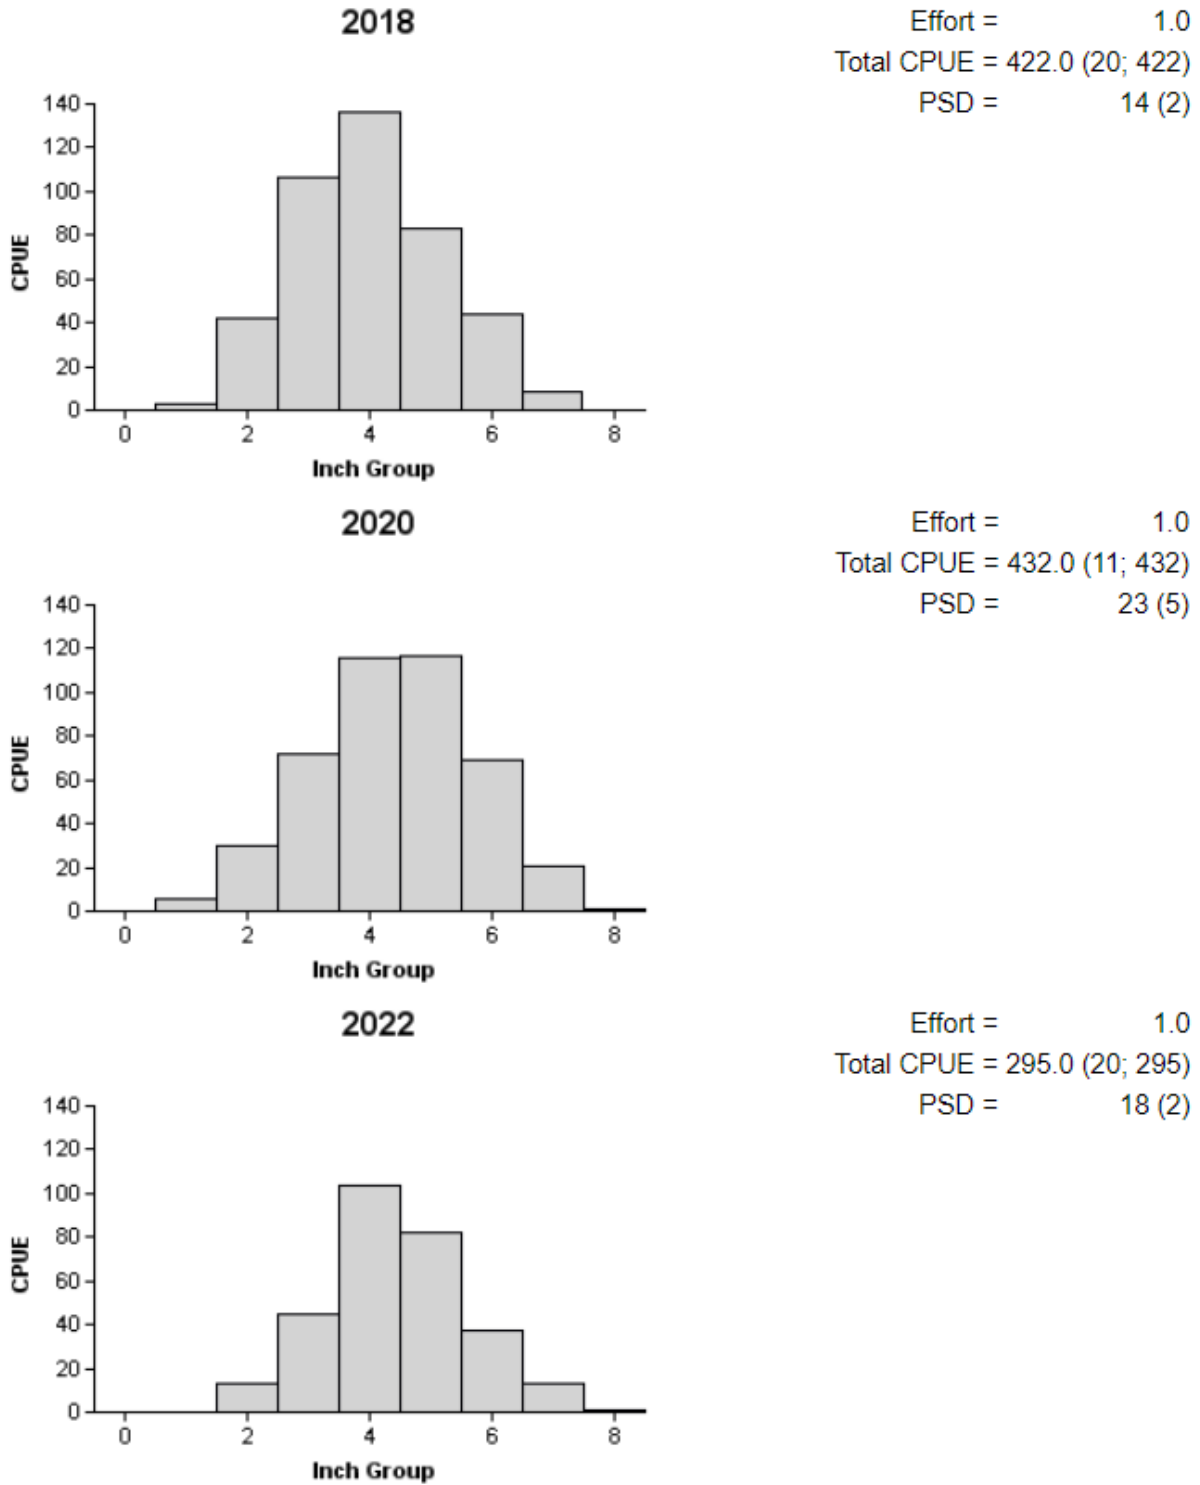 2018
Effort = 1.0
Total CPUE = 422.0 (20; 422)
PSD = 14 (2)
140
120
100
80
60
40
20
0
CPUE
0 2 4 6 8
Inch Group
2020
Effort = 1.0
Total CPUE = 432.0 (11; 432)
PSD = 23 (5)
140
120
100
80
60
40
20
0
CPUE
0 2 4 6 8
Inch Group
2022
Effort = 1.0
Total CPUE = 295.0 (20; 295)
PSD = 18 (2)
140
120
100
80
60
40
20
0
CPUE
0 2 4 6 8
Inch Group